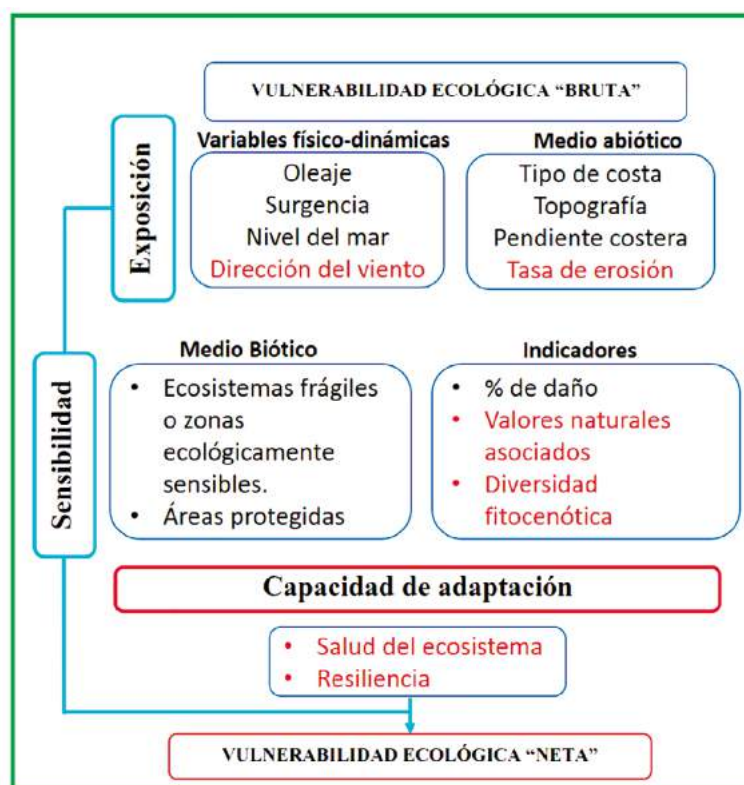 VULNERABILIDAD ECOLÓGICA “BRUTA”
Exposición
Variables físico-dinámicas
Oleaje
Surgencia
Nivel del mar
Dirección del viento
Medio abiótico
Tipo de costa
Topografía
Pendiente costera
Tasa de erosión
Sensibilidad
Medio Biótico
• Ecosistemas frágiles
o zonas
ecológicamente
sensibles.
• Áreas protegidas
Indicadores
• % de daño
• Valores naturales
asociados
• Diversidad
fitocenótica
Capacidad de adaptación
• Salud del ecosistema
• Resiliencia
VULNERABILIDAD ECOLÓGICA “NETA”